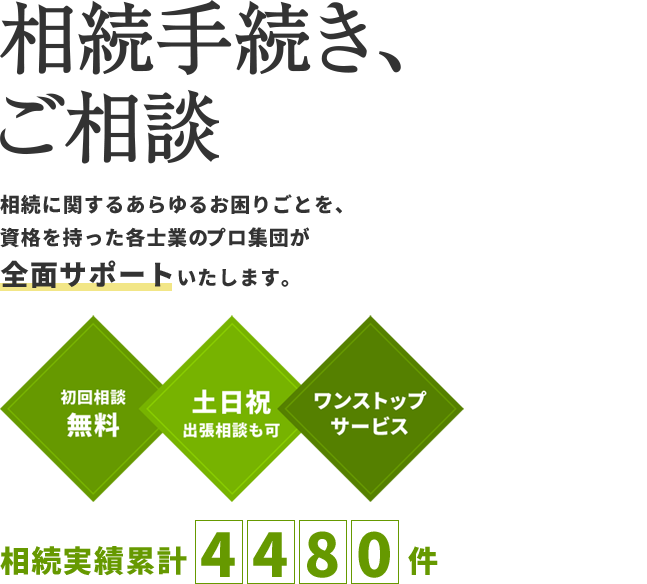 相続手続き、
ご相談
相続に関するあらゆるお困りごとを、
資格を持った各士業のプロ集団が
全面サポートいたします。
初回相談
無料
土日祝
出張相談も可
ワンストップ
サービス
相続実績累計 4480 件